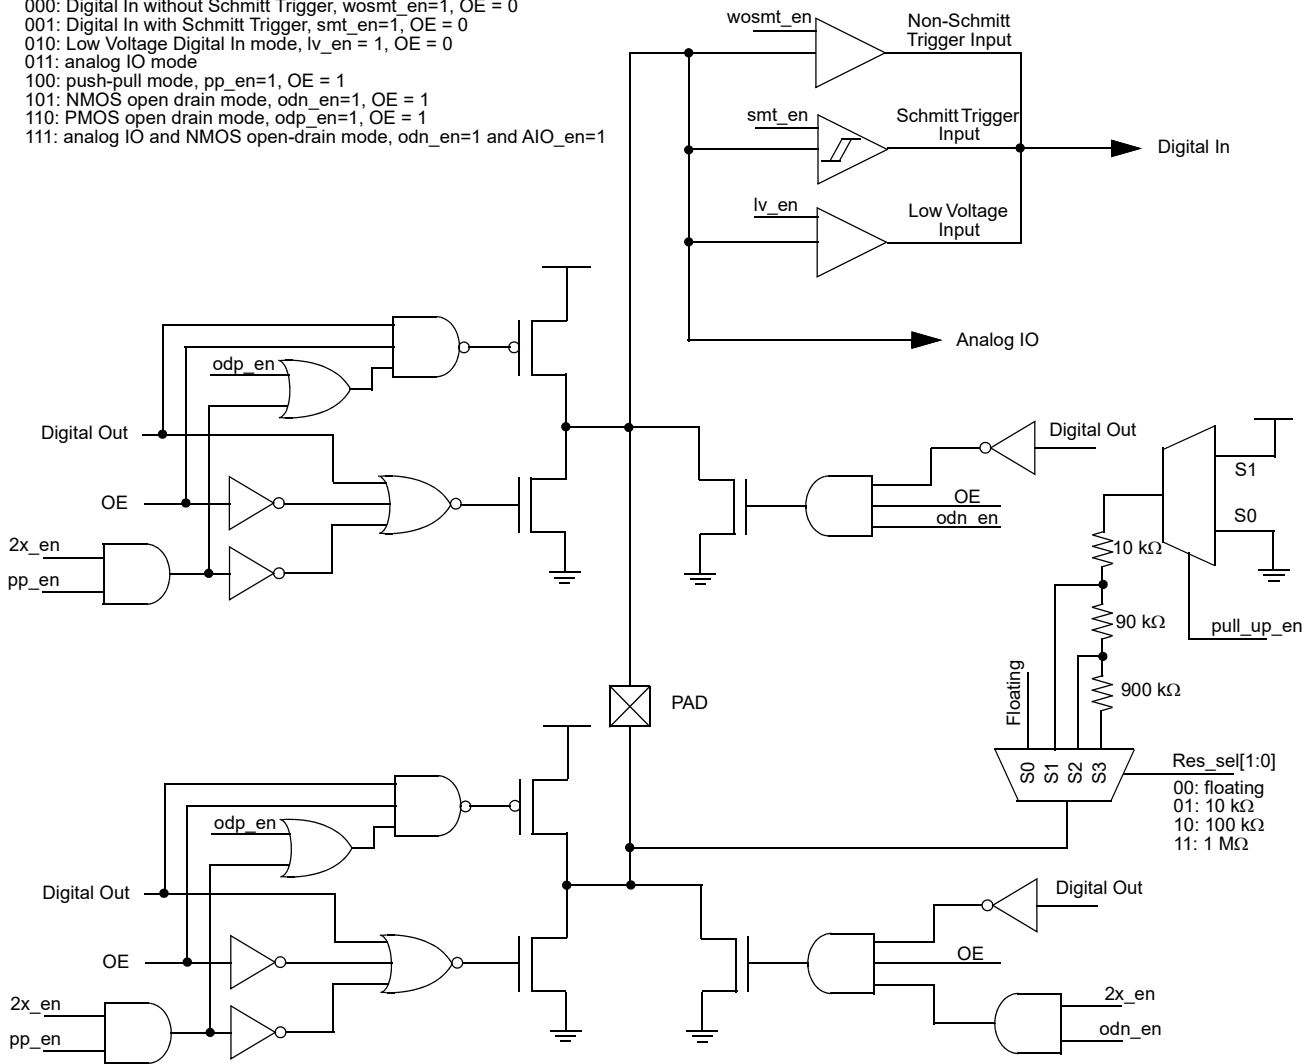 000: Digital In without Schmitt Trigger, wosmt_en=1, OE = 0
001: Digital In with Schmitt Trigger, smt_en=1, OE = 0
010: Low Voltage Digital In mode, lv_en = 1, OE = 0
011: analog IO mode
100: push-pull mode, pp_en=1, OE = 1
101: NMOS open drain mode, odn_en=1, OE = 1
110: PMOS open drain mode, odp_en=1, OE = 1
111: analog IO and NMOS open-drain mode, odn_en=1 and AIO_en=1
wosmt_en
Non-Schmitt
Trigger Input
smt_en
Schmitt Trigger
Input
Digital In
lv_en
Low Voltage
Input
Analog IO
odp_en
Digital Out
OE
2x_en
pp_en
Digital Out
OE
odn_en
S1
S0
10 kΩ
90 kΩ
pull_up_en
900 kΩ
Floating
PAD
S0
S1
S2
S3
Res_sel[1:0]
00: floating
01: 10 kΩ
10: 100 kΩ
11: 1 MΩ
odp_en
Digital Out
OE
2x_en
pp_en
Digital Out
OE
2x_en
odn_en